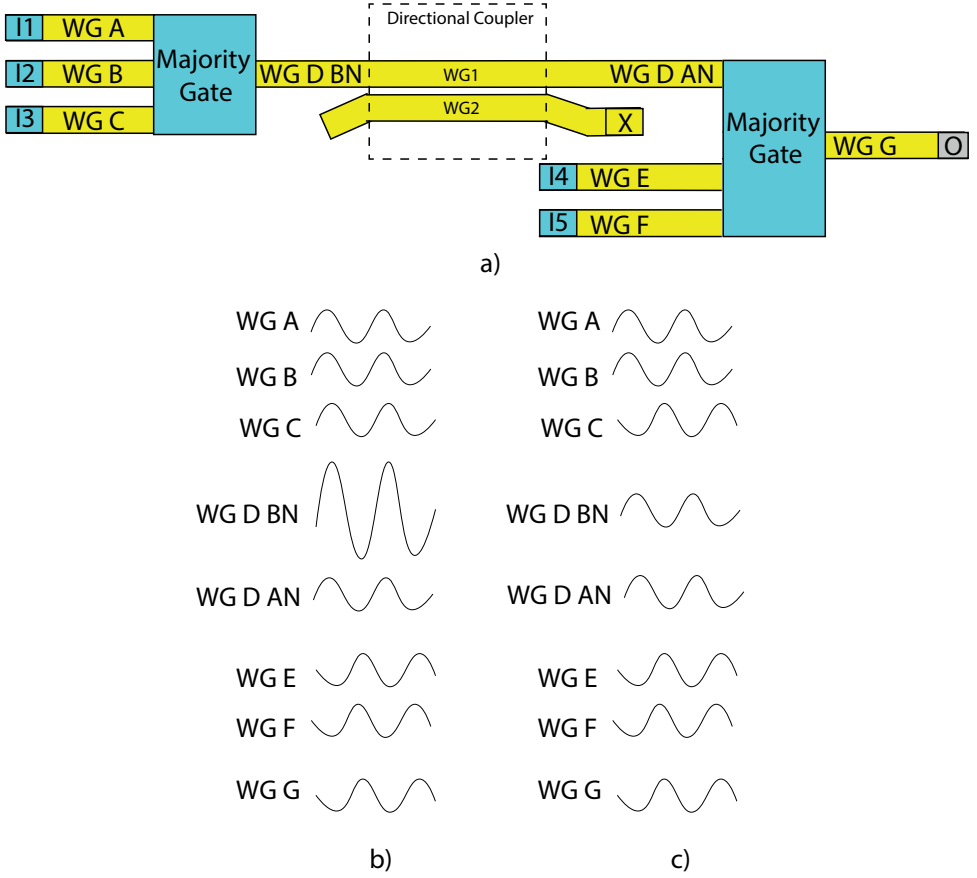 Directional Coupler
I1 WG A
I2 WG B
I3 WG C
Majority
Gate
WG D BN WG1 WG D AN
WG2 X
I4 WG E
I5 WG F
Majority
Gate
WG G O
a)
WG A
WG B
WG C
WG D BN
WG D AN
WG E
WG F
WG G
b)
WG A
WG B
WG C
WG D BN
WG D AN
WG E
WG F
WG G
c)